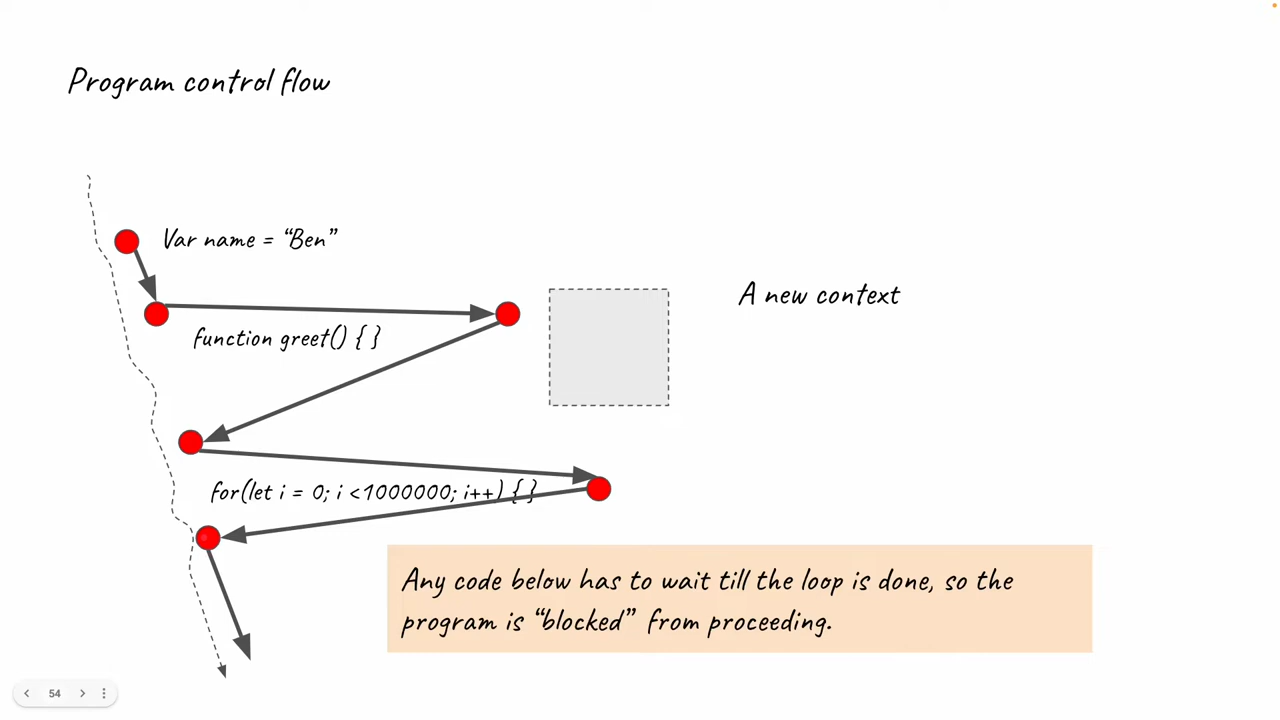 Program control flow
Var name = “Ben”
A new context
function greet() { }
for(let i = 0; i <1000000; i++) { }
Any code below has to wait till the loop is done, so the
program is “blocked” from proceeding.
54